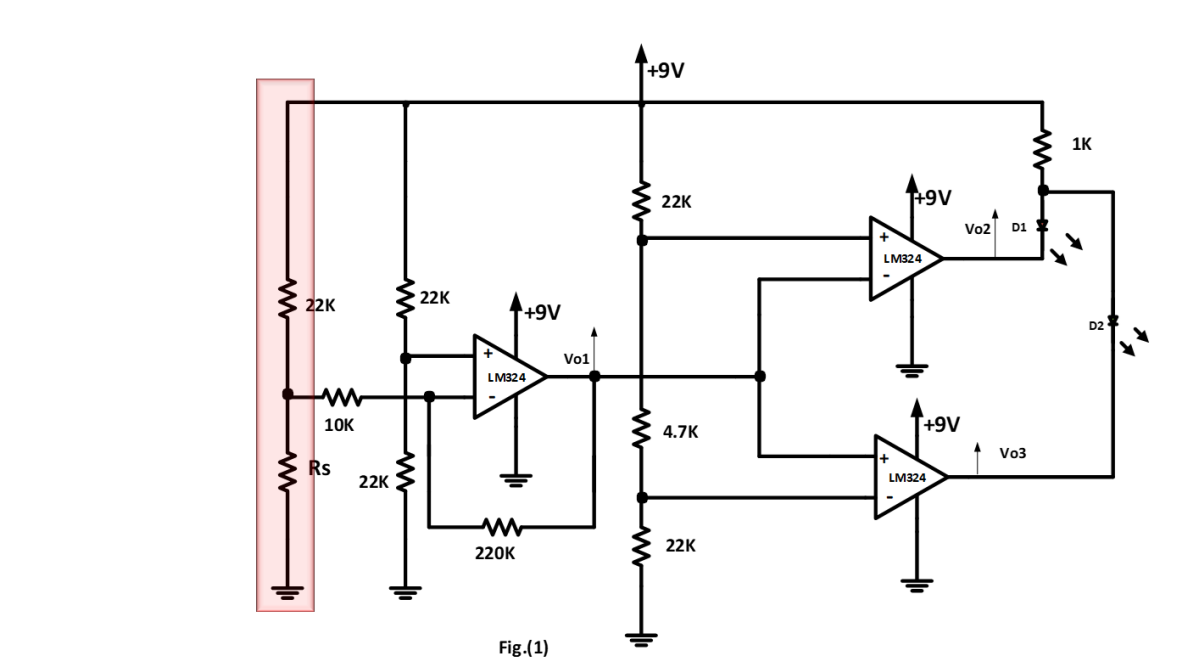 +9V
1K
22K
+9V
Vo2
D1
+
LM324
-
22K
22K
+9V
D2
Vo1
+
LM324
-
10K
4.7K
+9V
Vo3
+
LM324
-
Rs
22K
220K
22K
Fig.(1)